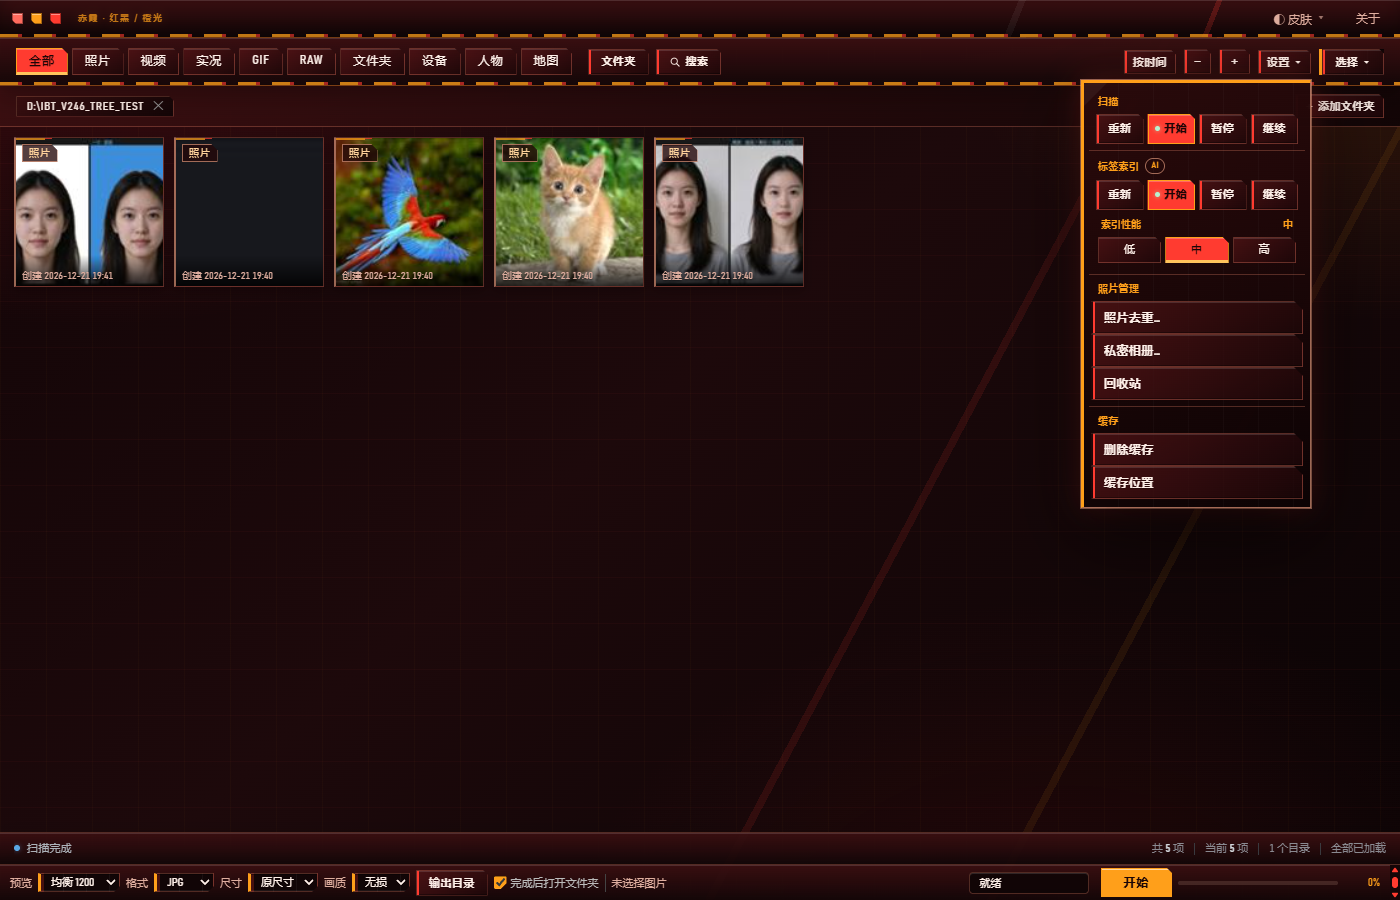 赤霞 · 红黑 / 橙光
皮肤 关于
全部 照片 视频 实况 GIF RAW 文件夹 设备 人物 地图 文件夹 搜索 按时间 − + 设置 选择
D:\IBT_V246_TREE_TEST 添加文件夹
照片
创建 2026-12-21 19:41
照片
创建 2026-12-21 19:40
照片
创建 2026-12-21 19:40
照片
创建 2026-12-21 19:40
照片
创建 2026-12-21 19:40
扫描
重新 开始 暂停 继续
标签索引 AI
重新 开始 暂停 继续
索引性能 中
低 中 高
照片管理
照片去重…
私密相册…
回收站
缓存
删除缓存
缓存位置
扫描完成 共 5 项 当前 5 项 1 个目录 全部已加载
预览 均衡 1200 格式 JPG 尺寸 原尺寸 画质 无损 输出目录 完成后打开文件夹 未选择图片 就绪 开始 0%